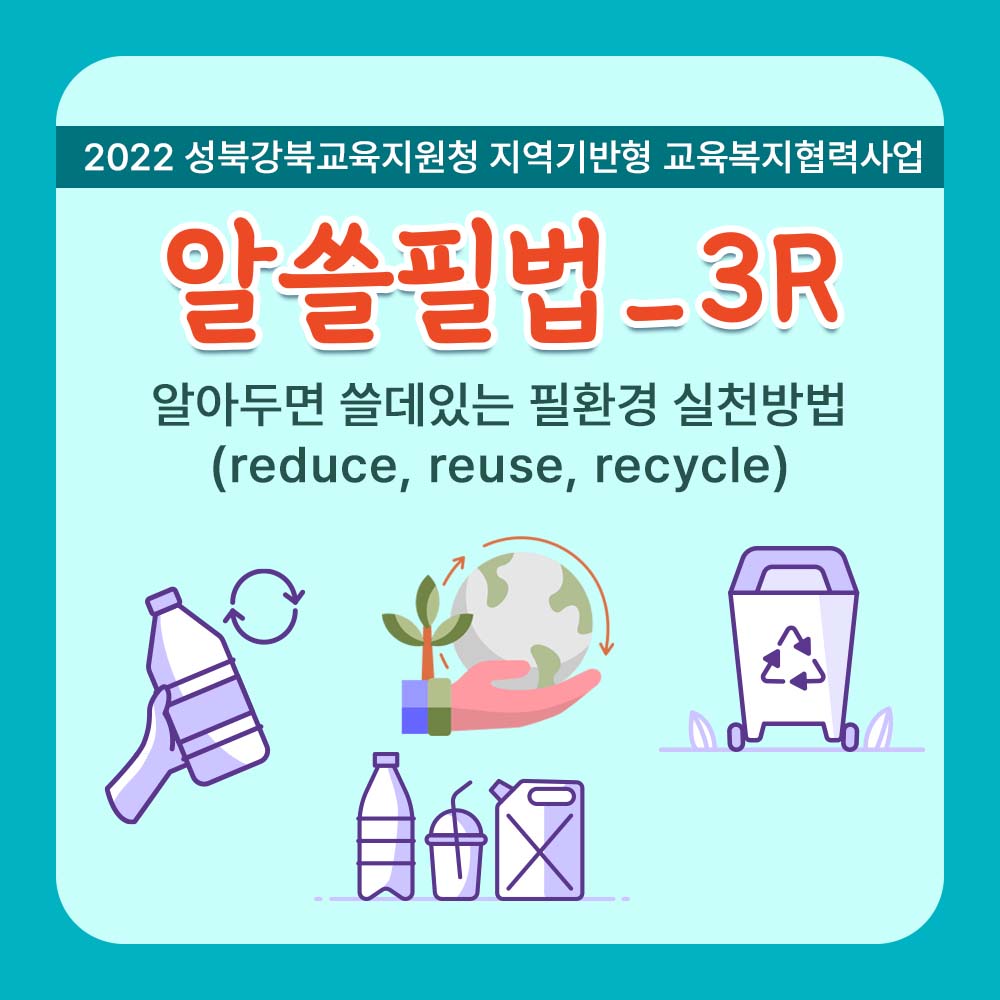 2022 성북강북교육지원청 지역기반형 교육복지협력사업
알쓸필법_3R
알아두면 쓸데있는 필환경 실천방법
(reduce, reuse, recycle)